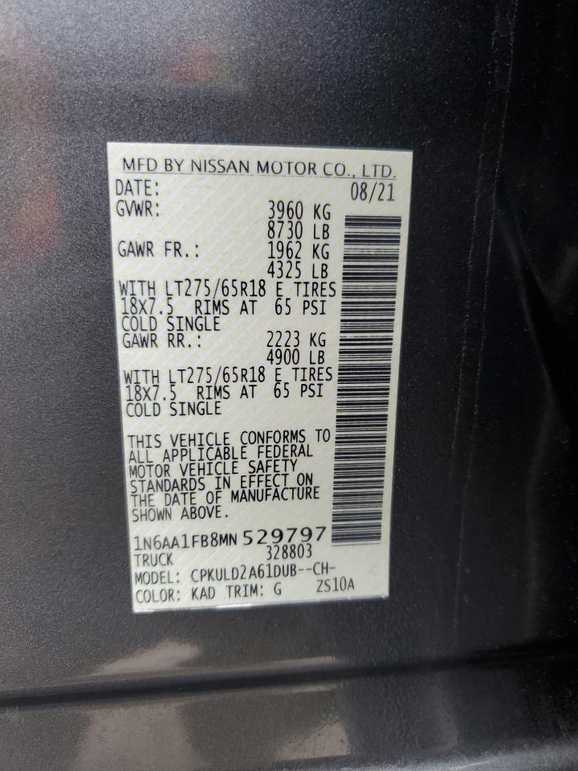 MFD BY NISSAN MOTOR CO., LTD.
DATE: 08/21
GVWR: 3960 KG
8730 LB
GAWR FR.: 1962 KG
4325 LB
WITH LT275/65R18 E TIRES
18X7.5 RIMS AT 65 PSI
COLD SINGLE
GAWR RR.: 2223 KG
4900 LB
WITH LT275/65R18 E TIRES
18X7.5 RIMS AT 65 PSI
COLD SINGLE
THIS VEHICLE CONFORMS TO
ALL APPLICABLE FEDERAL
MOTOR VEHICLE SAFETY
STANDARDS IN EFFECT ON
THE DATE OF MANUFACTURE
SHOWN ABOVE.
1N6AA1FB8MN 529797
TRUCK 328803
MODEL: CPKULD2A61DUB--CH-
COLOR: KAD TRIM: G ZS10A